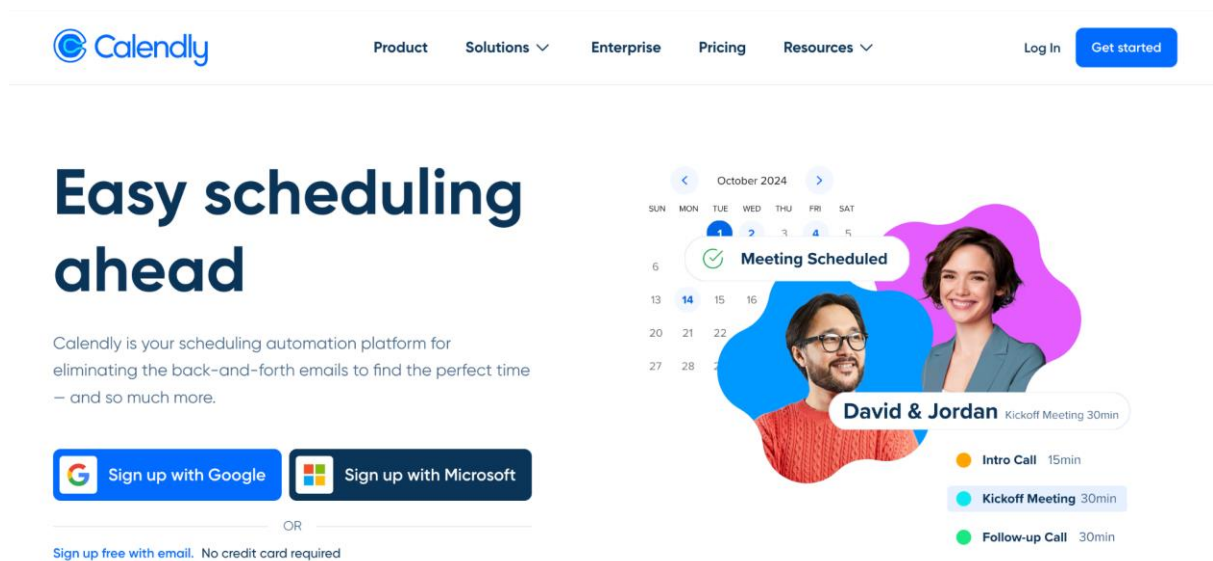 Calendly
Product Solutions Enterprise Pricing Resources
Log In Get started
Easy scheduling
ahead
Calendly is your scheduling automation platform for
eliminating the back-and-forth emails to find the perfect time
— and so much more.
Sign up with Google Sign up with Microsoft
OR
Sign up free with email. No credit card required
October 2024
SUN MON TUE WED THU FRI SAT
1 2 3 4 5
6
Meeting Scheduled
13 14 15 16
20 21 22
27 28
David & Jordan Kickoff Meeting 30min
Intro Call 15min
Kickoff Meeting 30min
Follow-up Call 30min